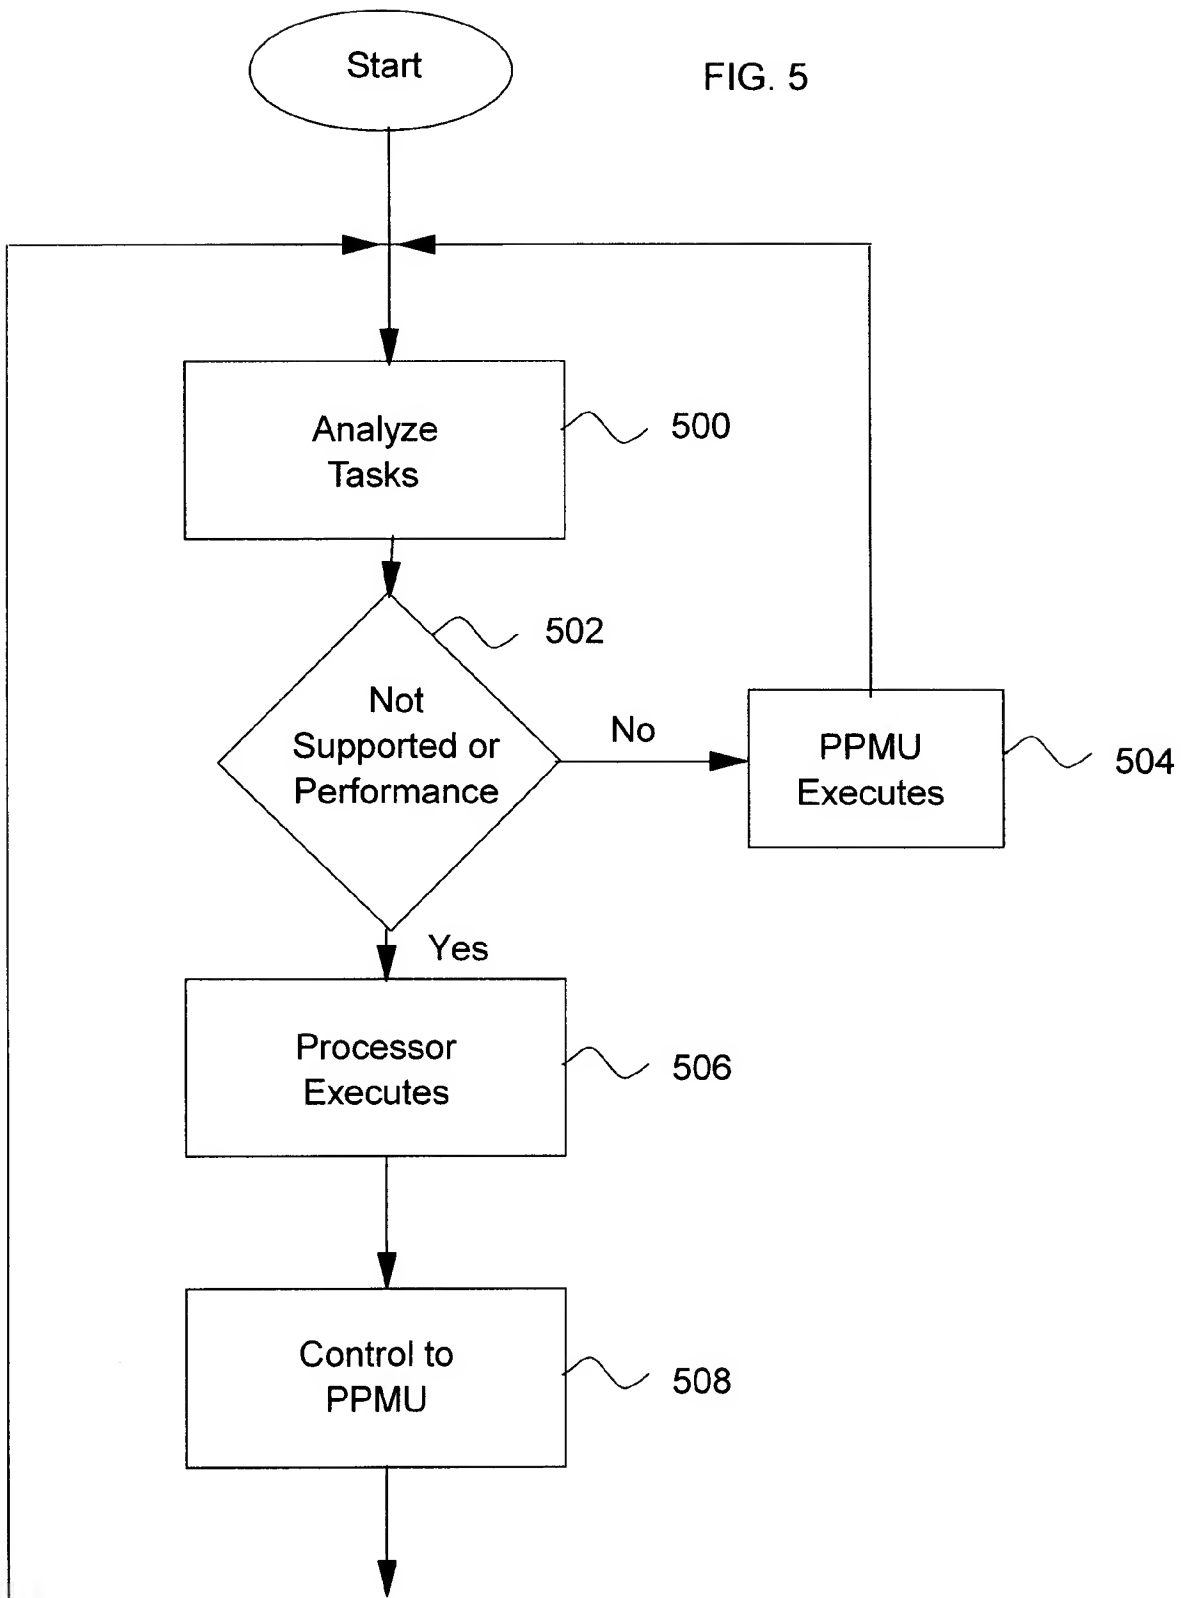 Start
FIG. 5
Analyze
Tasks
500
502
Not
Supported or
Performance
No
PPMU
Executes
504
Yes
Processor
Executes
506
Control to
PPMU
508